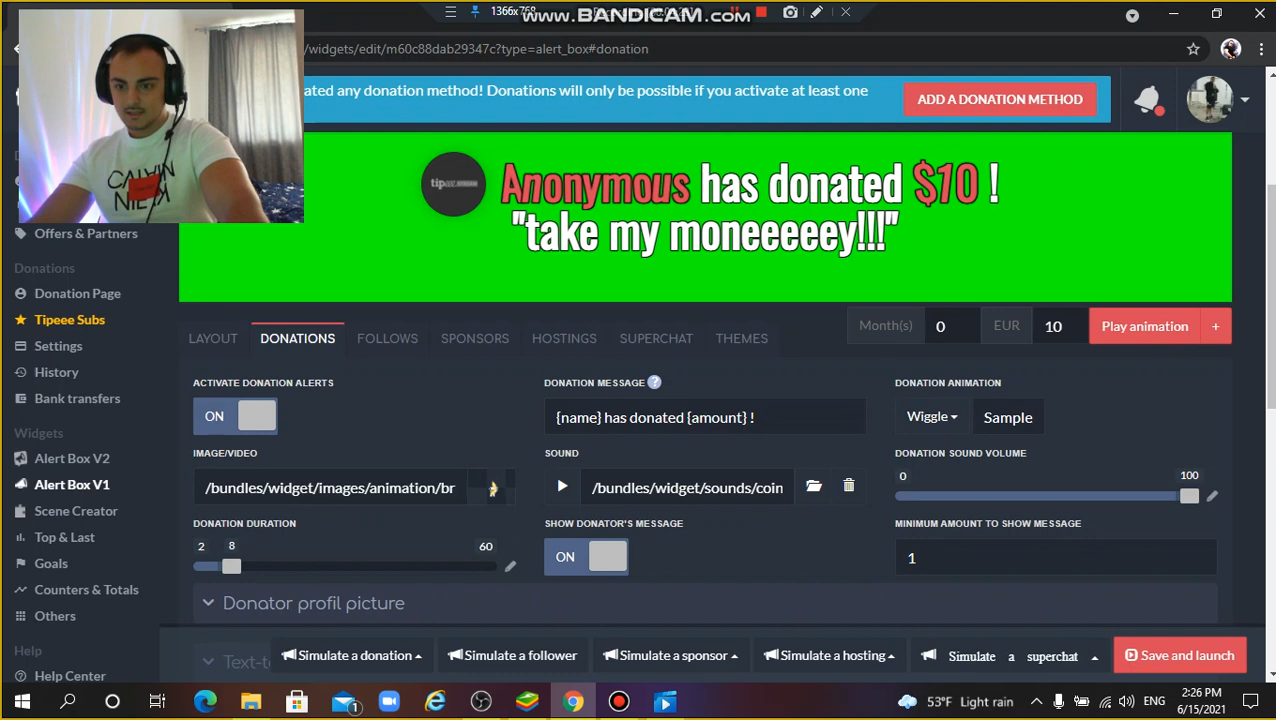 1366x768
www.BANDICAM.com
/widgets/edit/m60c88dab29347c?type=alert_box#donation
ated any donation method! Donations will only be possible if you activate at least one
ADD A DONATION METHOD
CALVIN
tipeee STREAM
Anonymous has donated $10 !
"take my moneeeeey!!!"
Offers & Partners
Donations
Donation Page
Tipeee Subs
Settings
History
Bank transfers
Widgets
Alert Box V2
Alert Box V1
Scene Creator
Top & Last
Goals
Counters & Totals
Others
Help
Help Center
LAYOUT
DONATIONS
FOLLOWS
SPONSORS
HOSTINGS
SUPERCHAT
THEMES
Month(s) 0
EUR 10
Play animation +
ACTIVATE DONATION ALERTS
ON
DONATION MESSAGE ?
{name} has donated {amount} !
DONATION ANIMATION
Wiggle
Sample
IMAGE/VIDEO
/bundles/widget/images/animation/br
SOUND
/bundles/widget/sounds/coin
DONATION SOUND VOLUME
0 100
DONATION DURATION
2 8 60
SHOW DONATOR'S MESSAGE
ON
MINIMUM AMOUNT TO SHOW MESSAGE
1
Donator profil picture
Text-t
Simulate a donation
Simulate a follower
Simulate a sponsor
Simulate a hosting
Simulate a superchat
Save and launch
1
53°F Light rain
ENG
2:26 PM
6/15/2021